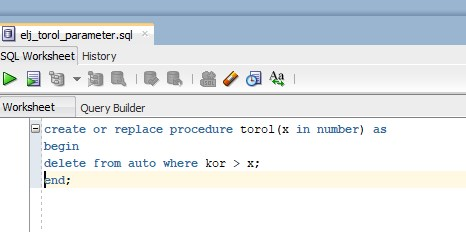 elj_torol_parameter.sql
SQL Worksheet History
Aa
Worksheet Query Builder
create or replace procedure torol(x in number) as
begin
delete from auto where kor > x;
end;